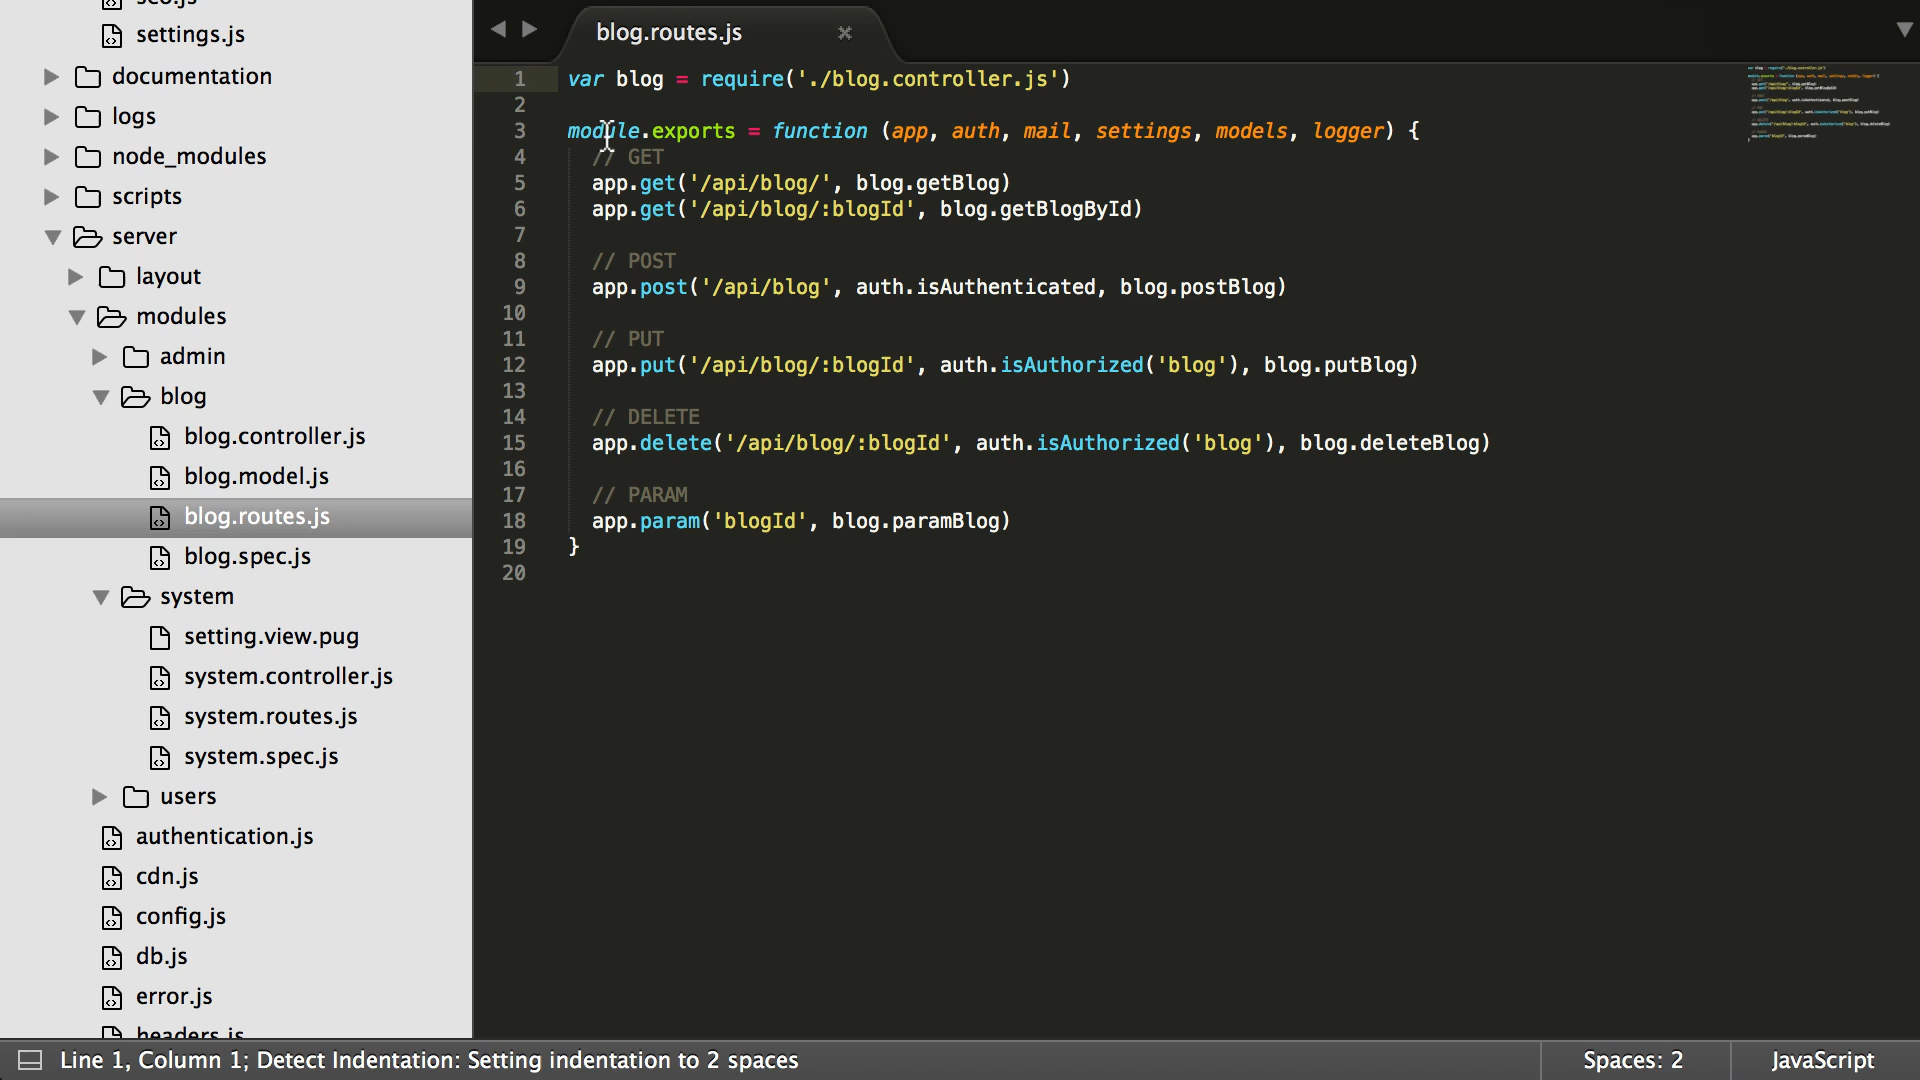 seo.js
settings.js
documentation
logs
node_modules
scripts
server
layout
modules
admin
blog
blog.controller.js
blog.model.js
blog.routes.js
blog.spec.js
system
setting.view.pug
system.controller.js
system.routes.js
system.spec.js
users
authentication.js
cdn.js
config.js
db.js
error.js
headers.js
blog.routes.js
1 var blog = require('./blog.controller.js')
2
3 module.exports = function (app, auth, mail, settings, models, logger) {
4 // GET
5 app.get('/api/blog/', blog.getBlog)
6 app.get('/api/blog/:blogId', blog.getBlogById)
7
8 // POST
9 app.post('/api/blog', auth.isAuthenticated, blog.postBlog)
10
11 // PUT
12 app.put('/api/blog/:blogId', auth.isAuthorized('blog'), blog.putBlog)
13
14 // DELETE
15 app.delete('/api/blog/:blogId', auth.isAuthorized('blog'), blog.deleteBlog)
16
17 // PARAM
18 app.param('blogId', blog.paramBlog)
19 }
20
Line 1, Column 1; Detect Indentation: Setting indentation to 2 spaces
Spaces: 2
JavaScript